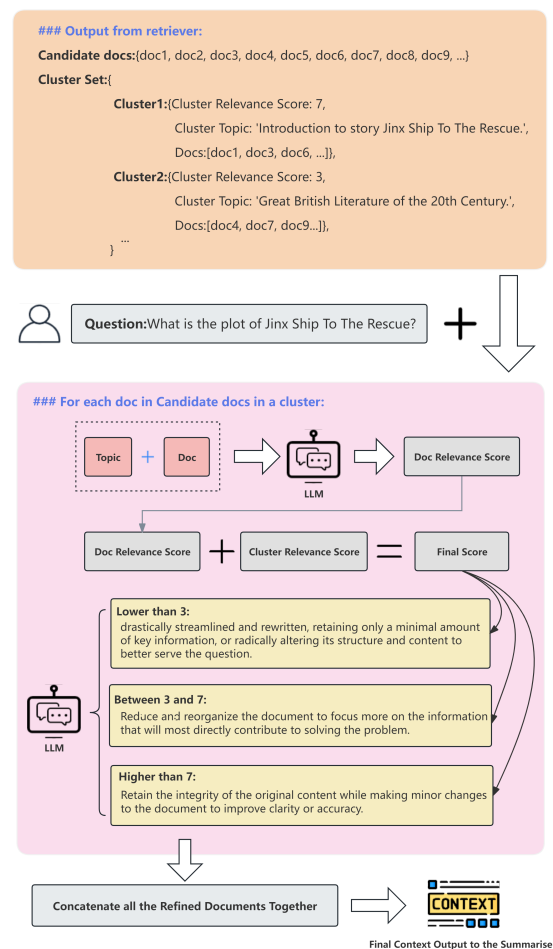 ### Output from retriever:
Candidate docs:{doc1, doc2, doc3, doc4, doc5, doc6, doc7, doc8, doc9, ...}
Cluster Set:{
Cluster1:{Cluster Relevance Score: 7,
Cluster Topic: 'Introduction to story Jinx Ship To The Rescue.',
Docs:[doc1, doc3, doc6, ...]},
Cluster2:{Cluster Relevance Score: 3,
Cluster Topic: 'Great British Literature of the 20th Century.',
Docs:[doc4, doc7, doc9...]},
...
}
Question:What is the plot of Jinx Ship To The Rescue?
+
### For each doc in Candidate docs in a cluster:
Topic + Doc
LLM
Doc Relevance Score
Doc Relevance Score + Cluster Relevance Score = Final Score
Lower than 3:
drastically streamlined and rewritten, retaining only a minimal amount
of key information, or radically altering its structure and content to
better serve the question.
LLM
Between 3 and 7:
Reduce and reorganize the document to focus more on the information
that will most directly contribute to solving the problem.
Higher than 7:
Retain the integrity of the original content while making minor changes
to the document to improve clarity or accuracy.
Concatenate all the Refined Documents Together
CONTEXT
Final Context Output to the Summarise